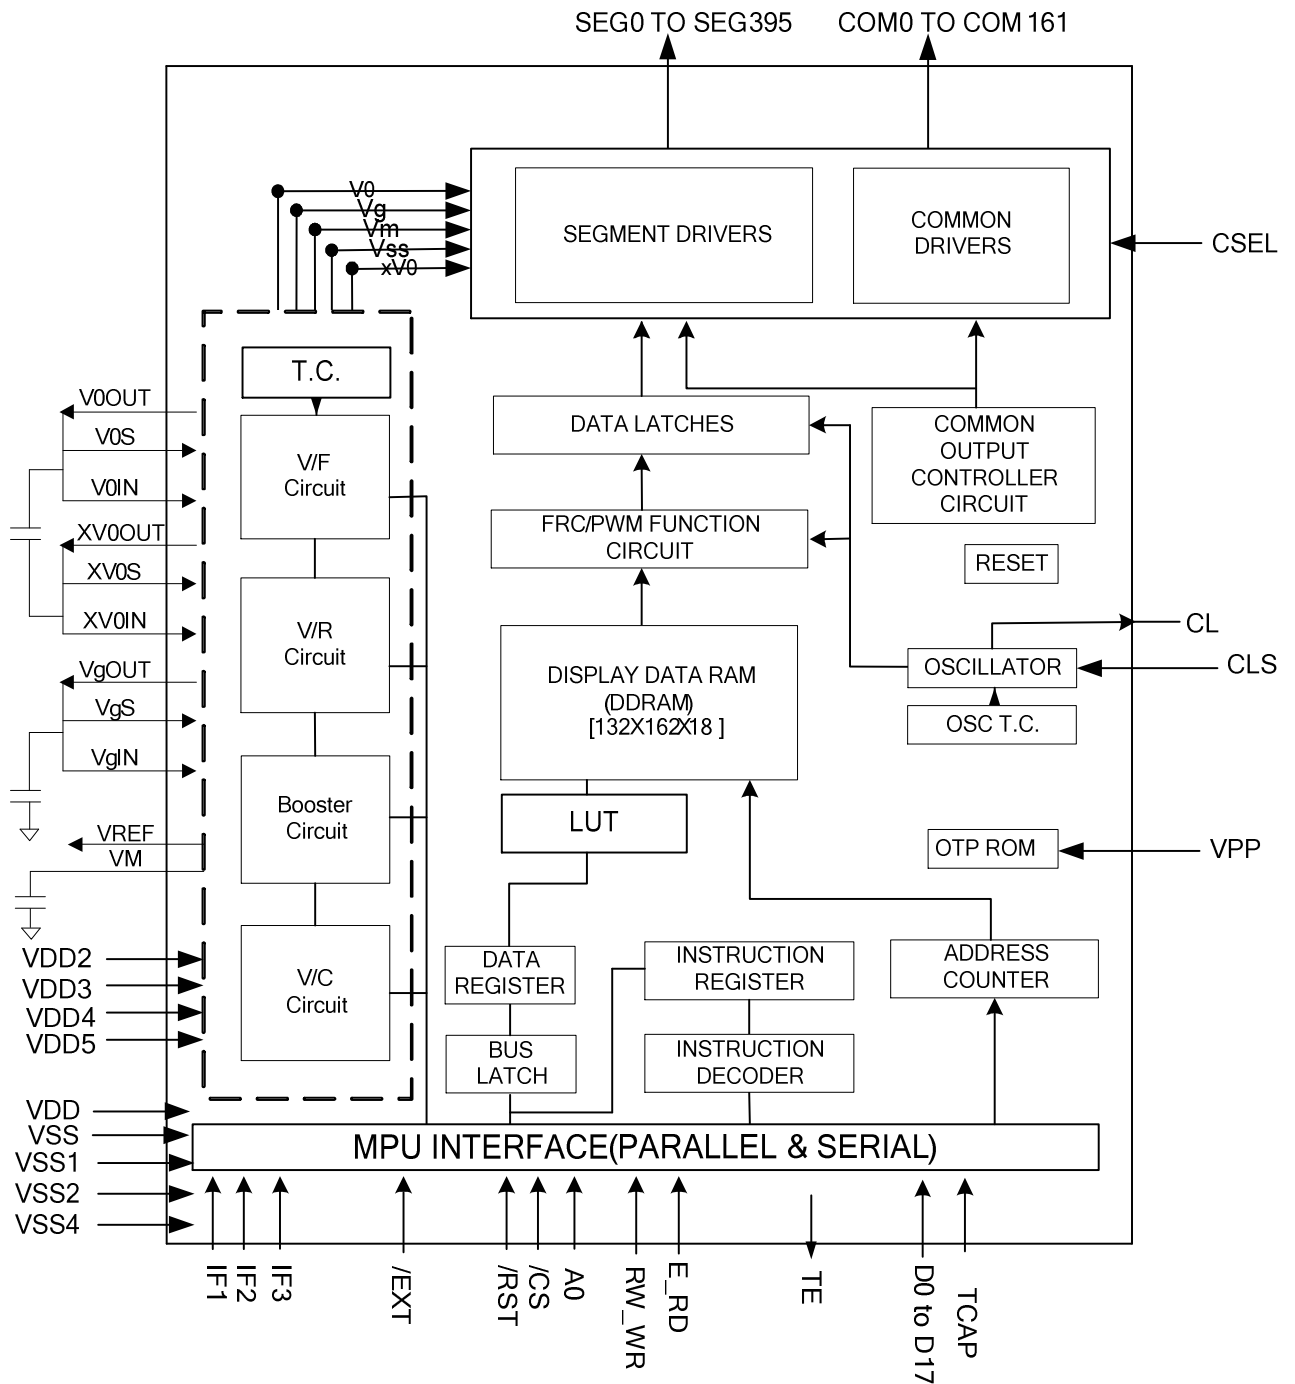 SEG0 TO SEG395
COM0 TO COM 161
V0
Vg
Vm
Vss
xV0
SEGMENT DRIVERS
COMMON
DRIVERS
CSEL
T.C.
V0OUT
V0S
V0IN
XV0OUT
XV0S
XV0IN
VgOUT
VgS
VgIN
VREF
VM
V/F
Circuit
V/R
Circuit
Booster
Circuit
V/C
Circuit
DATA LATCHES
COMMON
OUTPUT
CONTROLLER
CIRCUIT
FRC/PWM FUNCTION
CIRCUIT
RESET
CL
CLS
OSCILLATOR
OSC T.C.
DISPLAY DATA RAM
(DDRAM)
[132X162X18 ]
LUT
OTP ROM
VPP
DATA
REGISTER
INSTRUCTION
REGISTER
ADDRESS
COUNTER
BUS
LATCH
INSTRUCTION
DECODER
VDD2
VDD3
VDD4
VDD5
VDD
VSS
VSS1
VSS2
VSS4
MPU INTERFACE(PARALLEL & SERIAL)
IF1
IF2
IF3
/EXT
/RST
/CS
A0
RW_WR
E_RD
TE
D0 to D17
TCAP